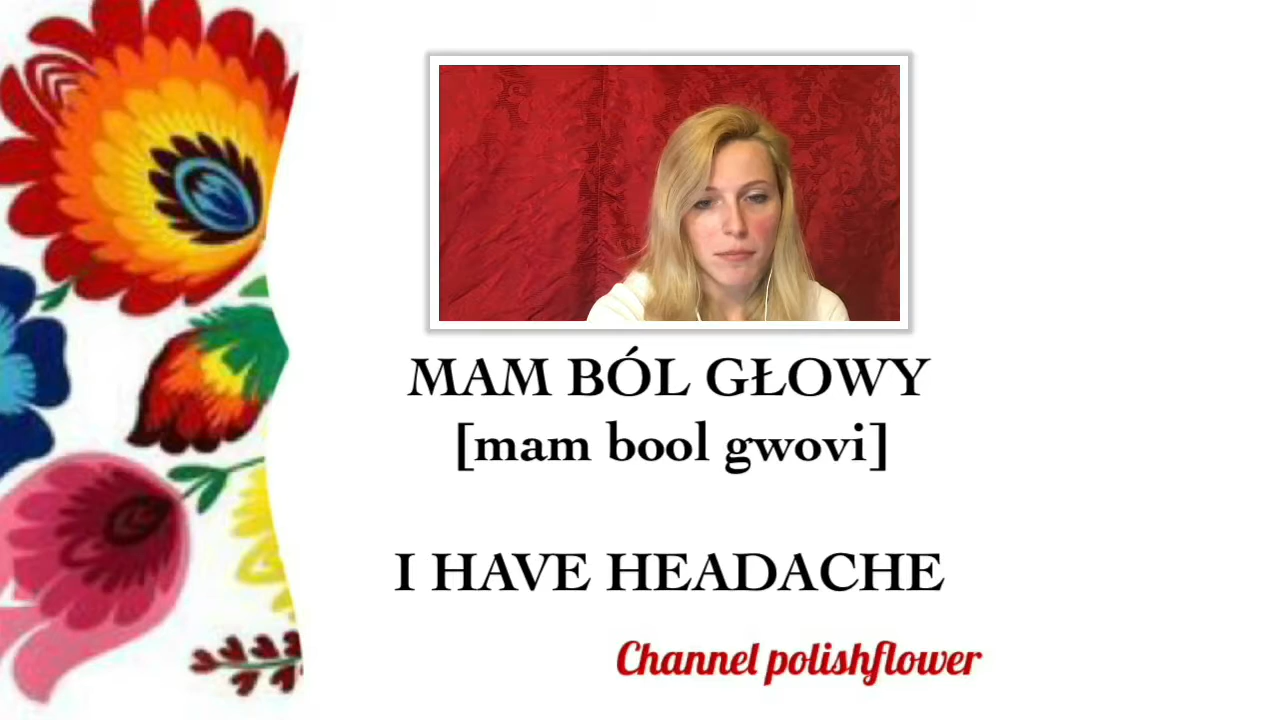 MAM BÓL GŁOWY
[mam bool gwovi]
I HAVE HEADACHE
Channel polishflower